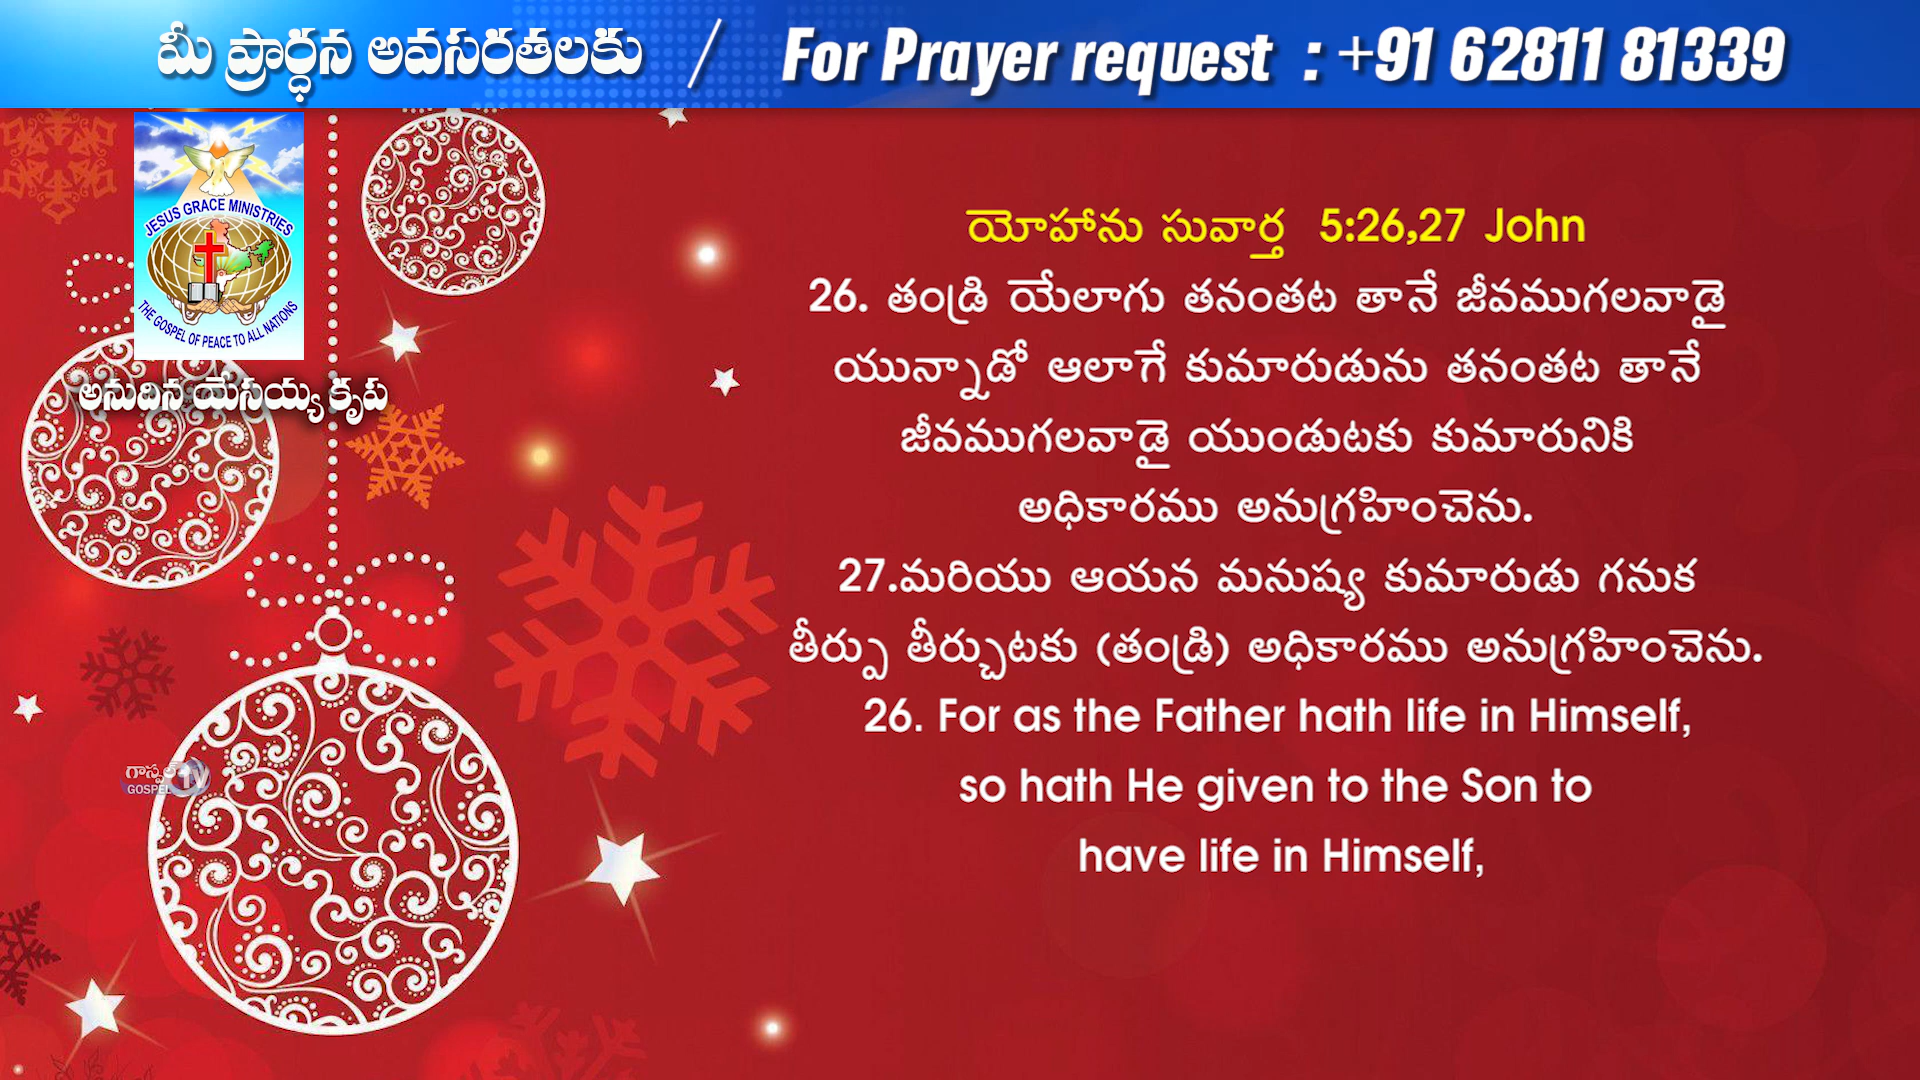 మీ ప్రార్ధన అవసరతలకు / For Prayer request : +91 62811 81339
JESUS GRACE MINISTRIES
THE GOSPEL OF PEACE TO ALL NATIONS
అనుదిన యేసయ్య కృప
యోహాను సువార్త 5:26,27 John
26. తండ్రి యేలాగు తనంతట తానే జీవముగలవాడై
యున్నాడో ఆలాగే కుమారుడును తనంతట తానే
జీవముగలవాడై యుండుటకు కుమారునికి
అధికారము అనుగ్రహించెను.
27.మరియు ఆయన మనుష్య కుమారుడు గనుక
తీర్పు తీర్చుటకు (తండ్రి) అధికారము అనుగ్రహించెను.
26. For as the Father hath life in Himself,
so hath He given to the Son to
have life in Himself,
గాస్పల్ TV
GOSPEL